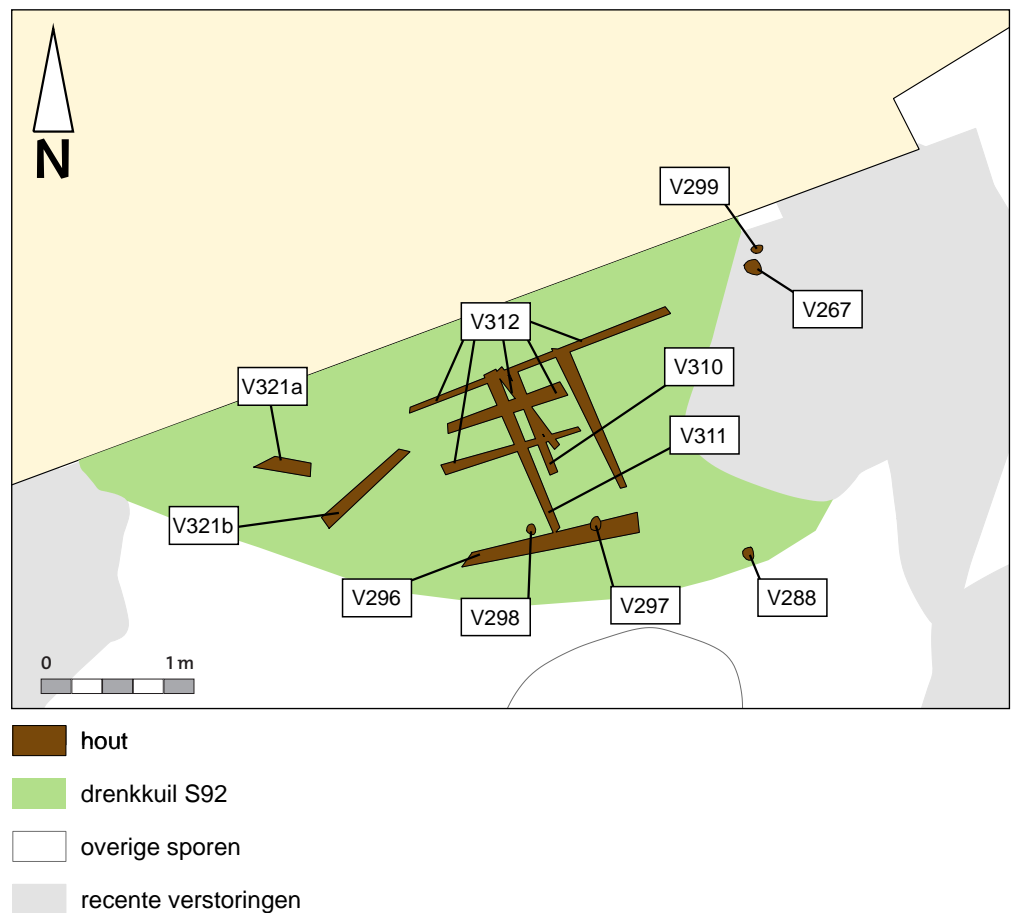 N
V299
V267
V312
V310
V321a
V311
V321b
V296
V298
V297
V288
0 1 m
hout
drenkkuil S92
overige sporen
recente verstoringen